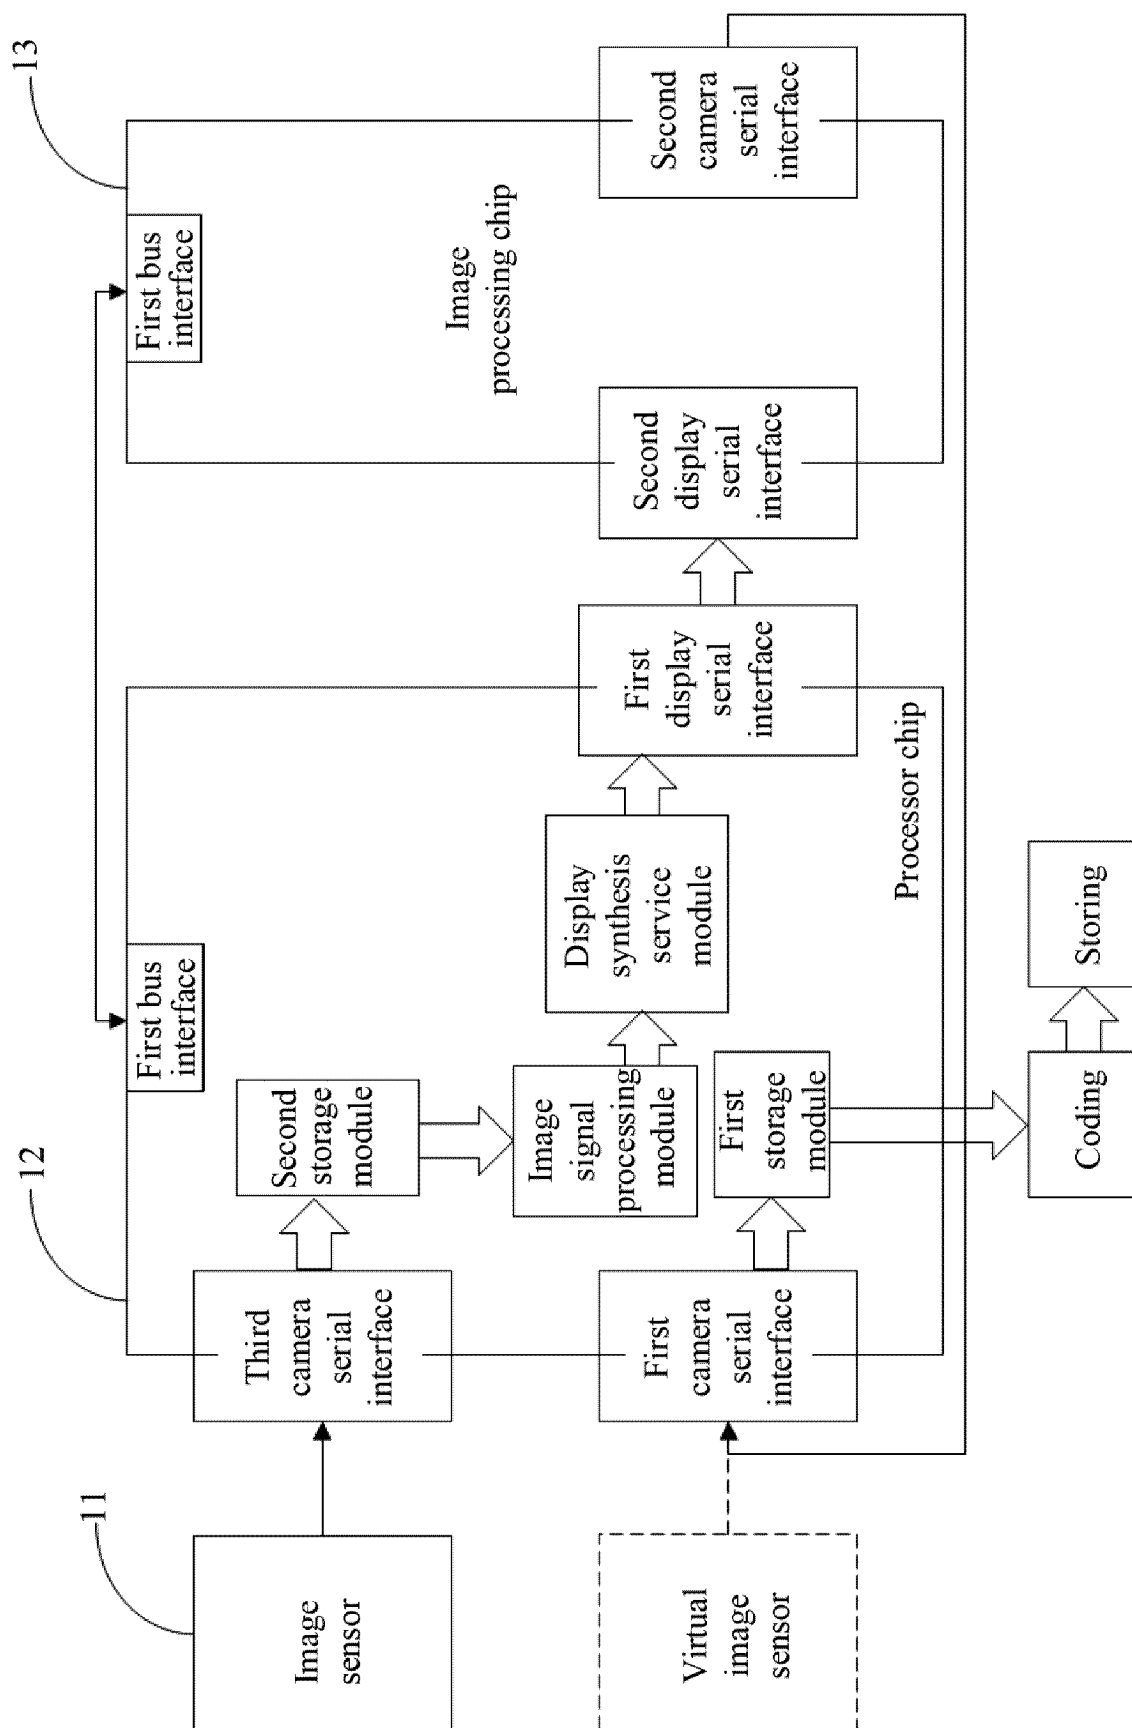 11
Image
sensor
Virtual
image
sensor
12
Third
camera
serial
interface
First
camera
serial
interface
Second
storage
module
Image
signal
processing
module
First
storage
module
First bus
interface
Display
synthesis
service
module
First
display
serial
interface
Processor chip
Coding
Storing
13
First bus
interface
Image
processing chip
Second
display
serial
interface
Second
camera
serial
interface